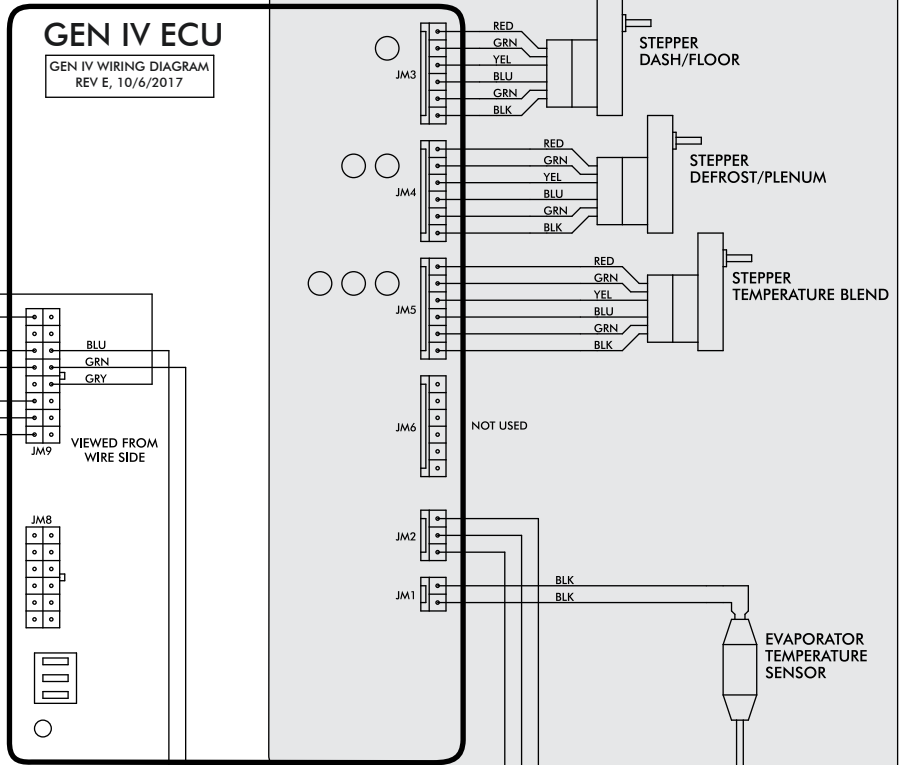 GEN IV ECU
GEN IV WIRING DIAGRAM
REV E, 10/6/2017
JM3
RED
GRN
YEL
BLU
GRN
BLK
STEPPER
DASH/FLOOR
JM4
RED
GRN
YEL
BLU
GRN
BLK
STEPPER
DEFROST/PLENUM
JM5
RED
GRN
YEL
BLU
GRN
BLK
STEPPER
TEMPERATURE BLEND
BLU
GRN
GRY
JM9
VIEWED FROM
WIRE SIDE
JM6
NOT USED
JM8
JM2
JM1
BLK
BLK
EVAPORATOR
TEMPERATURE
SENSOR